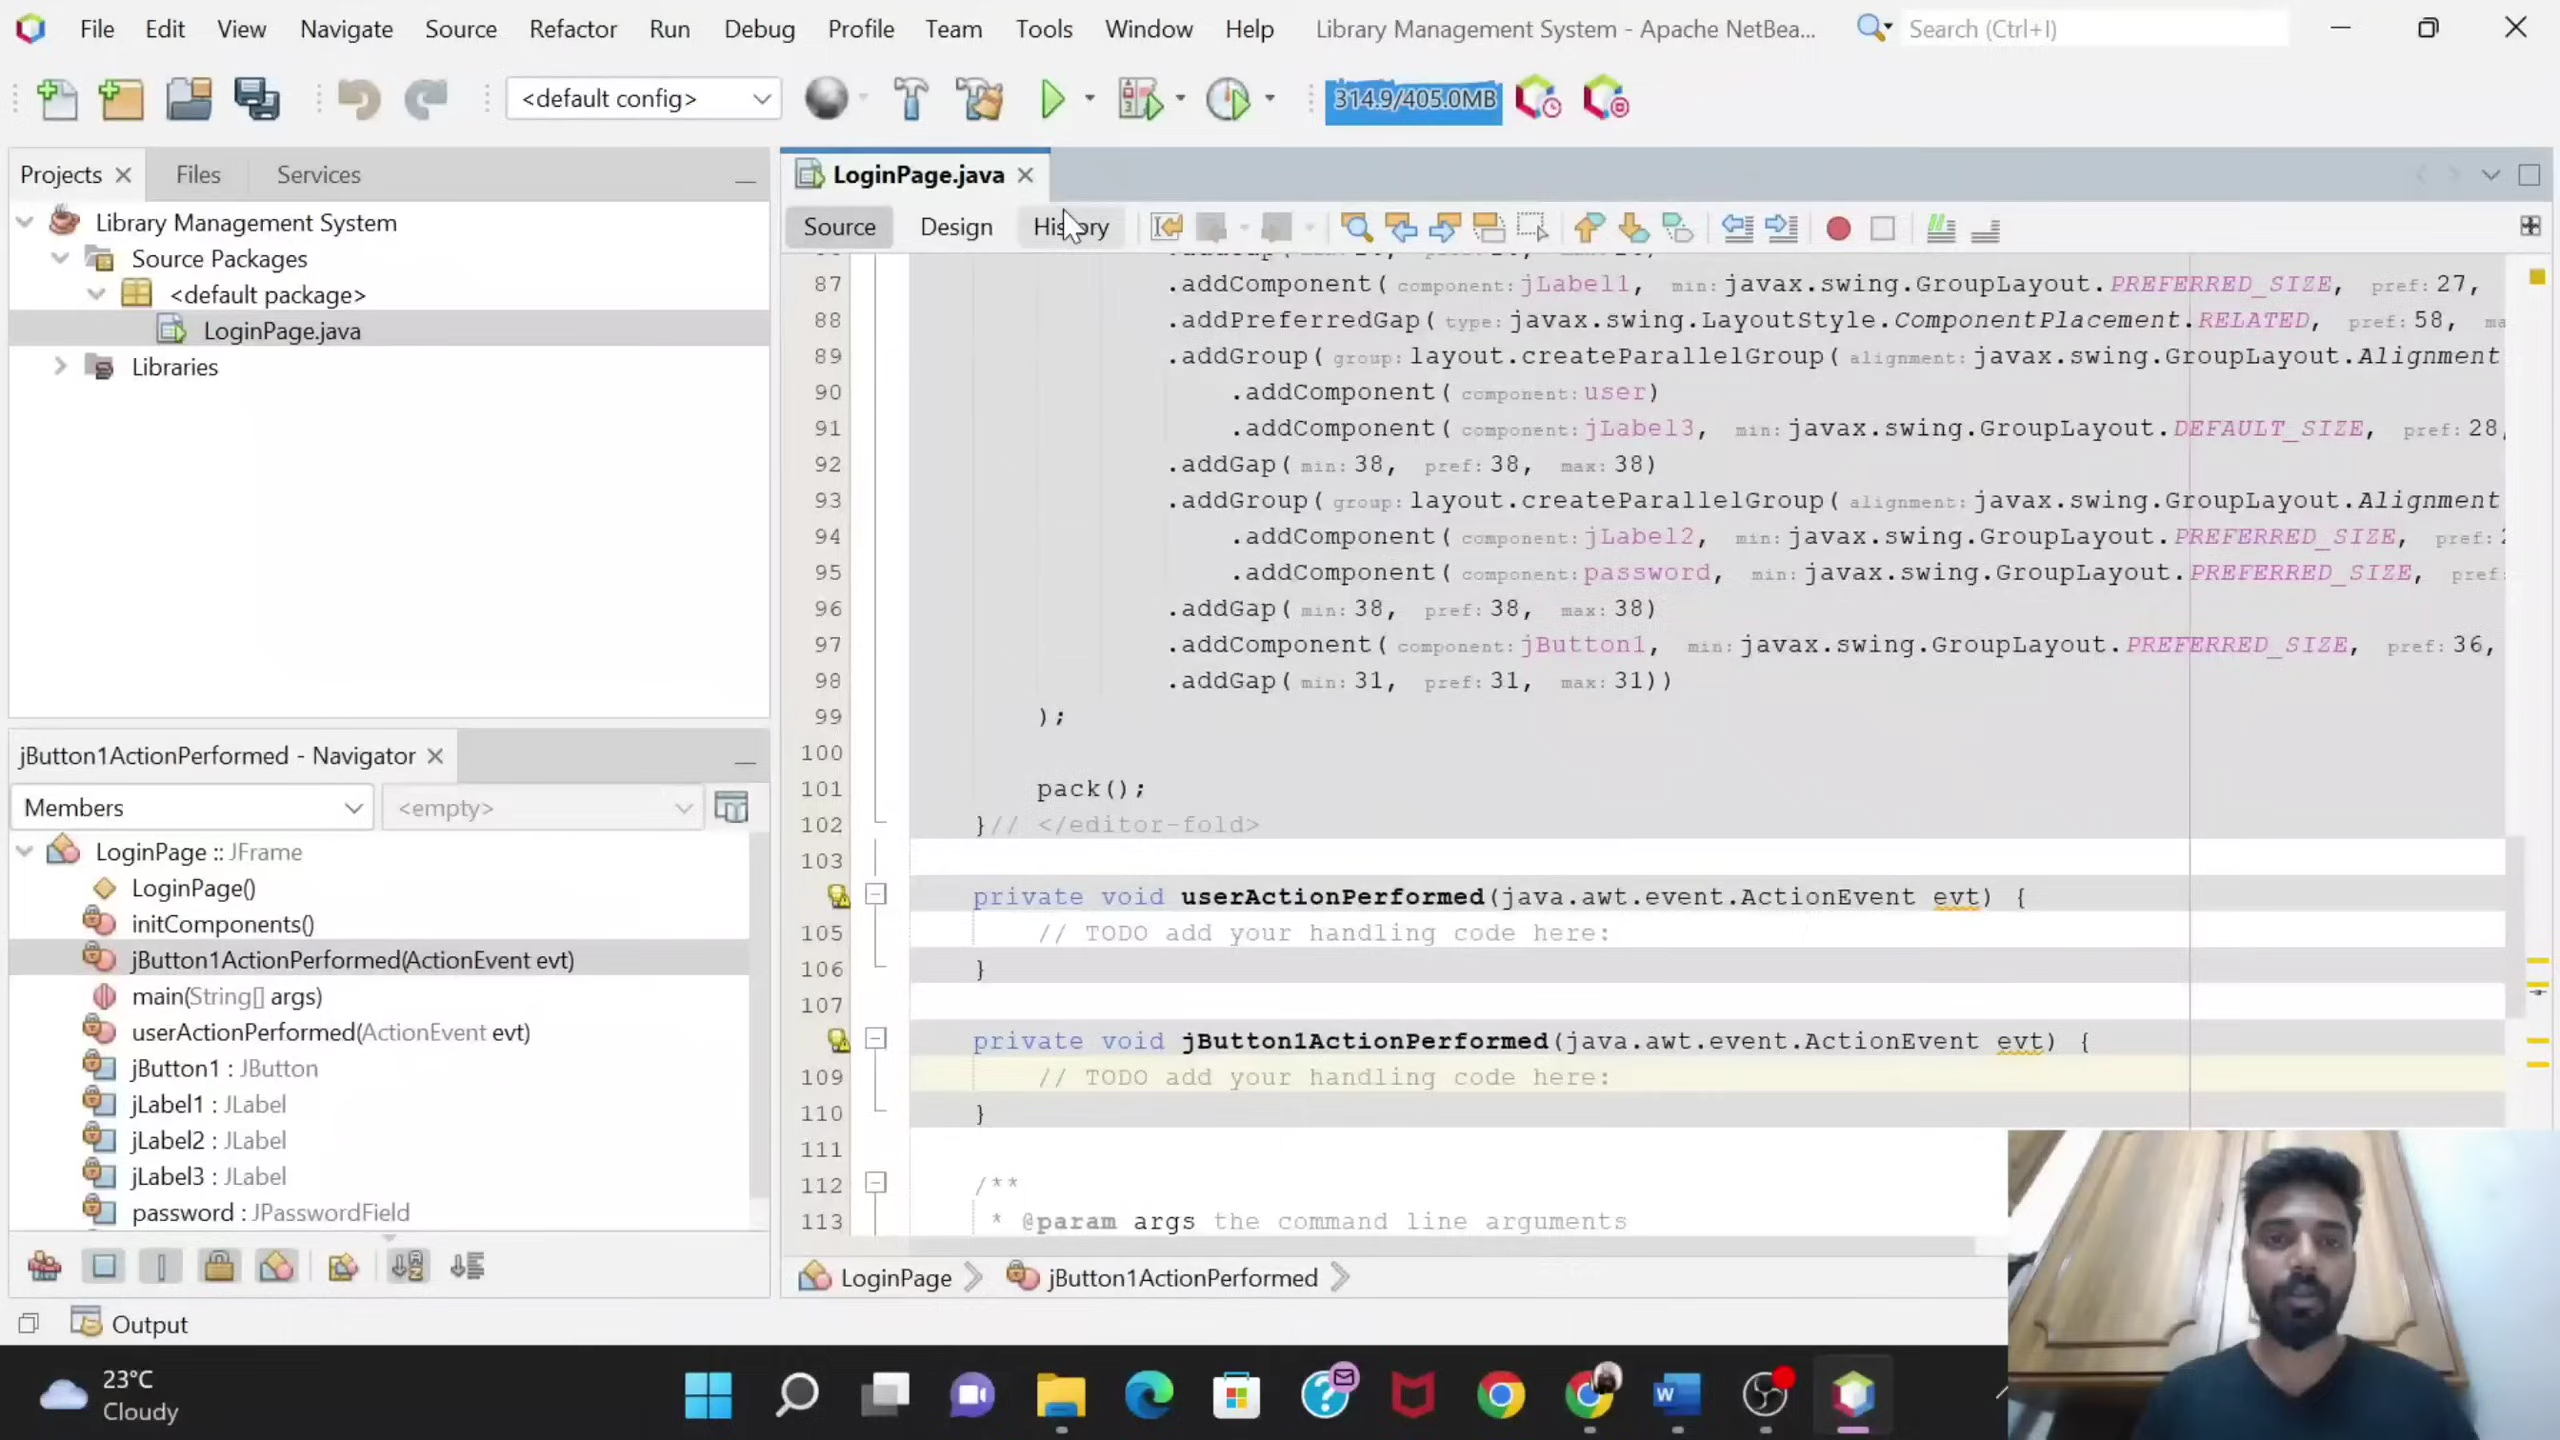 File Edit View Navigate Source Refactor Run Debug Profile Team Tools Window Help Library Management System - Apache NetBea... Search (Ctrl+I)
<default config> 314.9/405.0MB
Projects Files Services
Library Management System
Source Packages
<default package>
LoginPage.java
Libraries
jButton1ActionPerformed - Navigator
Members <empty>
LoginPage :: JFrame
LoginPage()
initComponents()
jButton1ActionPerformed(ActionEvent evt)
main(String[] args)
userActionPerformed(ActionEvent evt)
jButton1 : JButton
jLabel1 : JLabel
jLabel2 : JLabel
jLabel3 : JLabel
password : JPasswordField
Output
LoginPage.java
Source Design History
87 .addComponent( component: jLabel1, min: javax.swing.GroupLayout.PREFERRED_SIZE, pref: 27,
88 .addPreferredGap( type: javax.swing.LayoutStyle.ComponentPlacement.RELATED, pref: 58,
89 .addGroup( group: layout.createParallelGroup( alignment: javax.swing.GroupLayout.Alignment
90 .addComponent( component: user)
91 .addComponent( component: jLabel3, min: javax.swing.GroupLayout.DEFAULT_SIZE, pref: 28,
92 .addGap( min: 38, pref: 38, max: 38)
93 .addGroup( group: layout.createParallelGroup( alignment: javax.swing.GroupLayout.Alignment
94 .addComponent( component: jLabel2, min: javax.swing.GroupLayout.PREFERRED_SIZE, pref:
95 .addComponent( component: password, min: javax.swing.GroupLayout.PREFERRED_SIZE, pref:
96 .addGap( min: 38, pref: 38, max: 38)
97 .addComponent( component: jButton1, min: javax.swing.GroupLayout.PREFERRED_SIZE, pref: 36,
98 .addGap( min: 31, pref: 31, max: 31))
99 );
100
101 pack();
102 }// </editor-fold>
103
private void userActionPerformed(java.awt.event.ActionEvent evt) {
105 // TODO add your handling code here:
106 }
107
private void jButton1ActionPerformed(java.awt.event.ActionEvent evt) {
109 // TODO add your handling code here:
110 }
111
112 /**
113 * @param args the command line arguments
LoginPage jButton1ActionPerformed
23°C
Cloudy